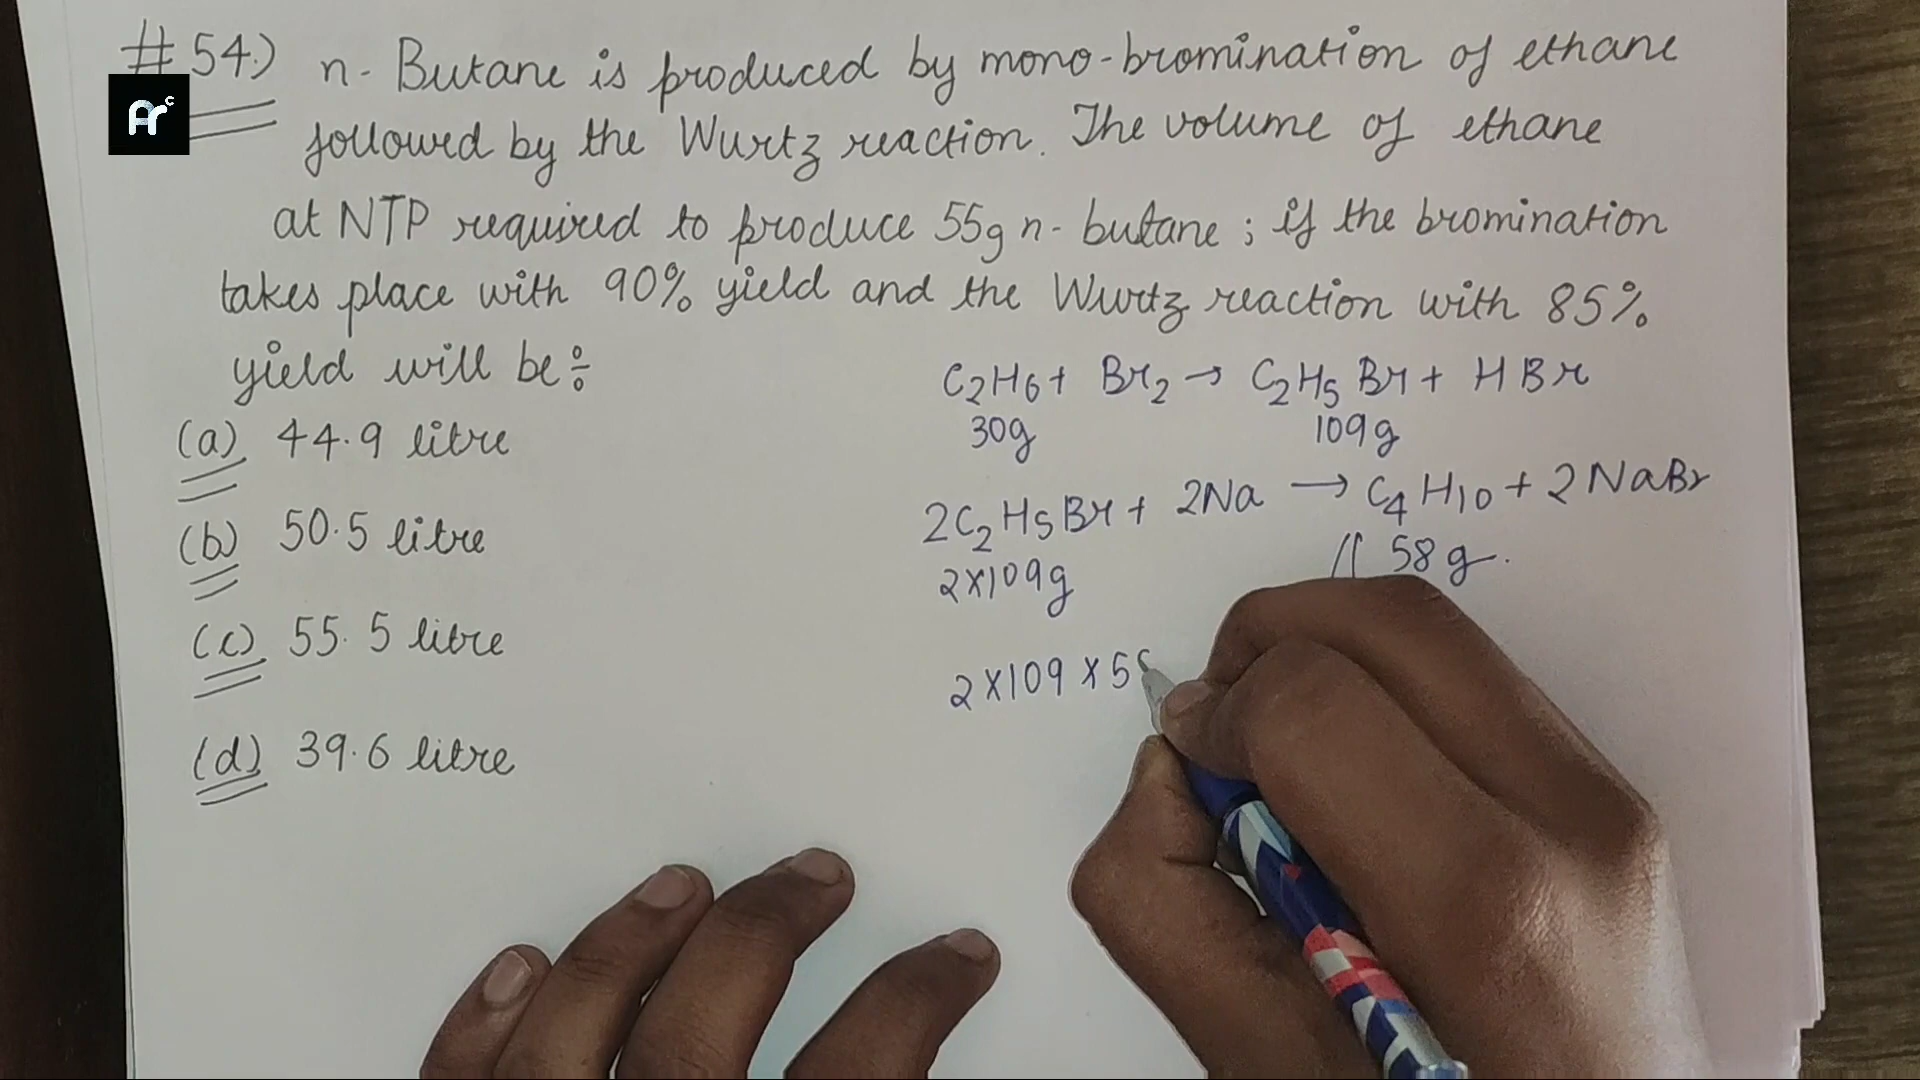 #54.) n-Butane is produced by mono-bromination of ethane
Ar c
followed by the Wurtz reaction. The volume of ethane
at NTP required to produce 55g n-butane; if the bromination
takes place with 90% yield and the Wurtz reaction with 85%
yield will be:
(a) 44.9 litre
(b) 50.5 litre
(c) 55.5 litre
(d) 39.6 litre
C2H6 + Br2 → C2H5Br + HBr
30g 109g
2C2H5Br + 2Na → C4H10 + 2NaBr
2×109g 58g.
2×109×55